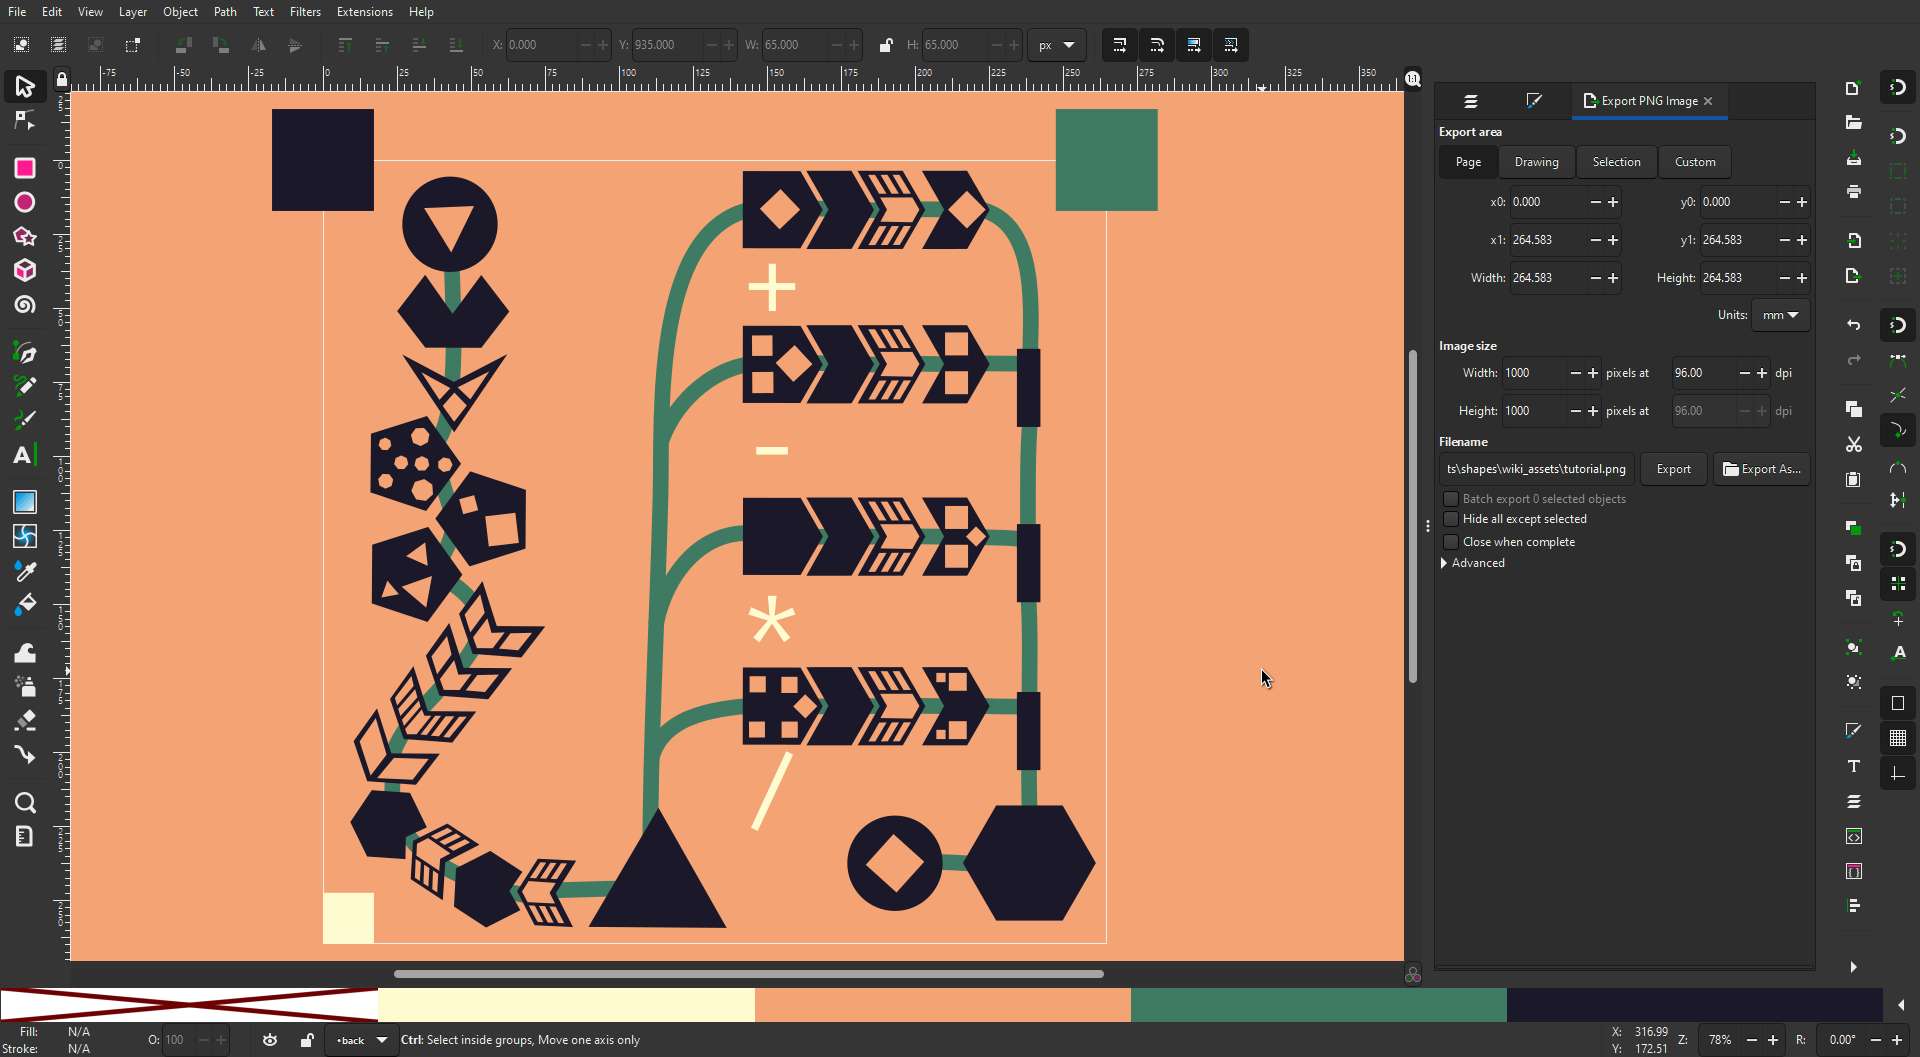 File Edit View Layer Object Path Text Filters Extensions Help
X: 0.000 Y: 935.000 W: 65.000 H: 65.000 px
-75 -50 -25 0 25 50 75 100 125 150 175 200 225 250 275 300 325 350
1:1
Export PNG Image
Export area
Page Drawing Selection Custom
x0: 0.000 y0: 0.000
x1: 264.583 y1: 264.583
Width: 264.583 Height: 264.583
Units: mm
Image size
Width: 1000 pixels at 96.00 dpi
Height: 1000 pixels at 96.00 dpi
Filename
ts\shapes\wiki_assets\tutorial.png Export Export As...
Batch export 0 selected objects
Hide all except selected
Close when complete
Advanced
+
−
*
/
Fill: N/A
Stroke: N/A
O: 100
•back
Ctrl: Select inside groups, Move one axis only
X: 316.99
Y: 172.51
Z: 78%
R: 0.00°